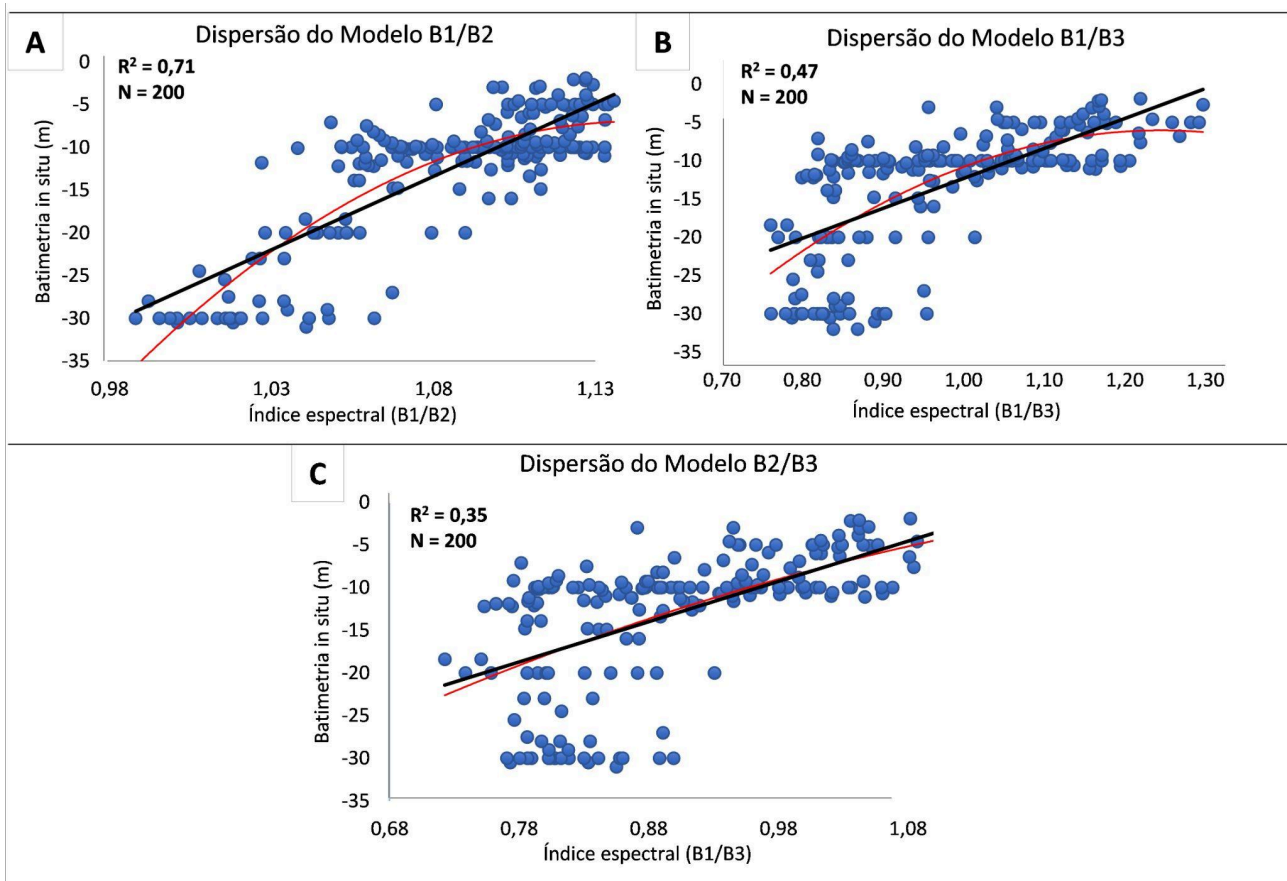 A
Dispersão do Modelo B1/B2
R² = 0,71
N = 200
0
-5
-10
-15
-20
-25
-30
-35
Batimetria in situ (m)
0,98
1,03
1,08
1,13
Índice espectral (B1/B2)
B
Dispersão do Modelo B1/B3
R² = 0,47
N = 200
0
-5
-10
-15
-20
-25
-30
-35
Batimetria in situ (m)
0,70
0,80
0,90
1,00
1,10
1,20
1,30
Índice espectral (B1/B3)
C
Dispersão do Modelo B2/B3
R² = 0,35
N = 200
0
-5
-10
-15
-20
-25
-30
-35
Batimetria in situ (m)
0,68
0,78
0,88
0,98
1,08
Índice espectral (B1/B3)